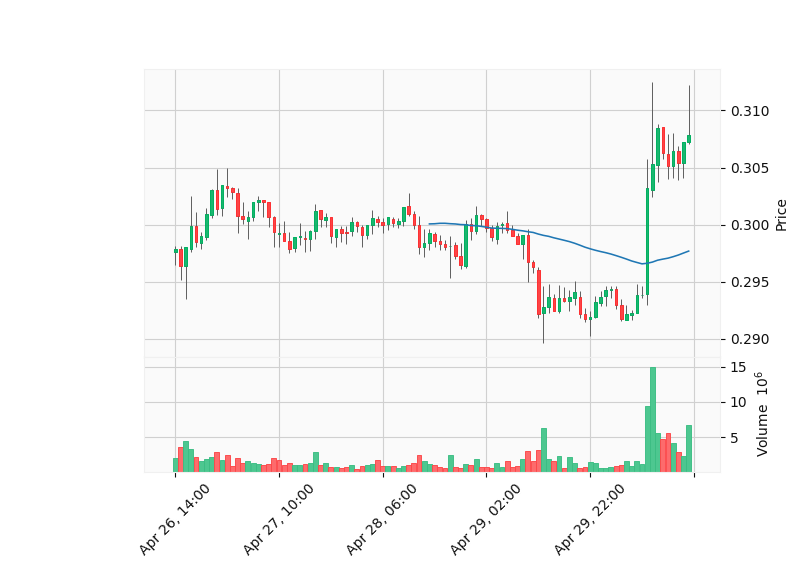 0.310
0.305
0.300
0.295
0.290
Price
15
10
5
Volume 10^6
Apr 26, 14:00
Apr 27, 10:00
Apr 28, 06:00
Apr 29, 02:00
Apr 29, 22:00